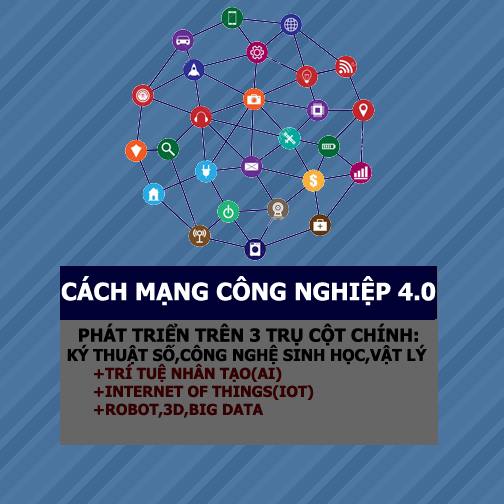 CÁCH MẠNG CÔNG NGHIỆP 4.0
PHÁT TRIỂN TRÊN 3 TRỤ CỘT CHÍNH:
KÝ THUẬT SỐ,CÔNG NGHỆ SINH HỌC,VẬT LÝ
+TRÍ TUỆ NHÂN TẠO(AI)
+INTERNET OF THINGS(IOT)
+ROBOT,3D,BIG DATA